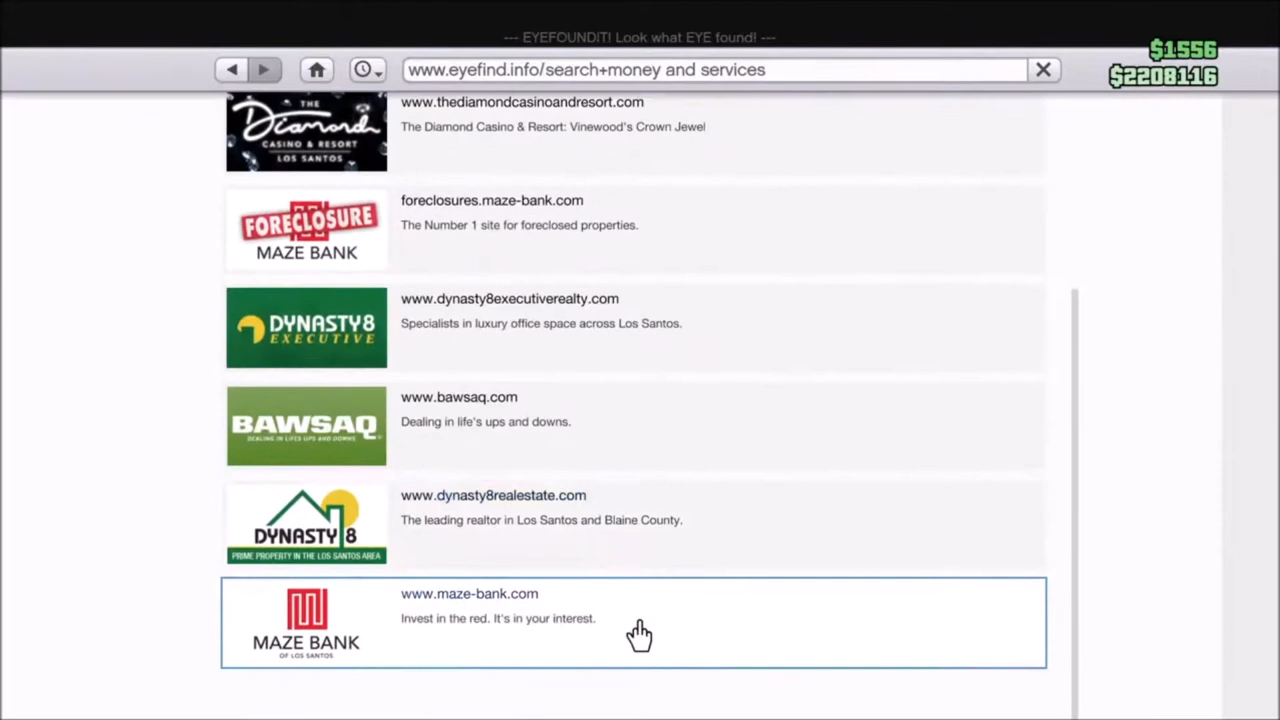 --- EYEFOUNDIT! Look what EYE found! ---
$1556
$2208116
www.eyefind.info/search+money and services
THE
Diamond
CASINO & RESORT
LOS SANTOS
www.thediamondcasinoandresort.com
The Diamond Casino & Resort: Vinewood's Crown Jewel
FORECLOSURE
MAZE BANK
foreclosures.maze-bank.com
The Number 1 site for foreclosed properties.
DYNASTY8
EXECUTIVE
www.dynasty8executiverealty.com
Specialists in luxury office space across Los Santos.
BAWSAQ
DEALING IN LIFE'S UPS AND DOWNS
www.bawsaq.com
Dealing in life's ups and downs.
DYNASTY 8
PRIME PROPERTY IN THE LOS SANTOS AREA
www.dynasty8realestate.com
The leading realtor in Los Santos and Blaine County.
MAZE BANK
OF LOS SANTOS
www.maze-bank.com
Invest in the red. It's in your interest.